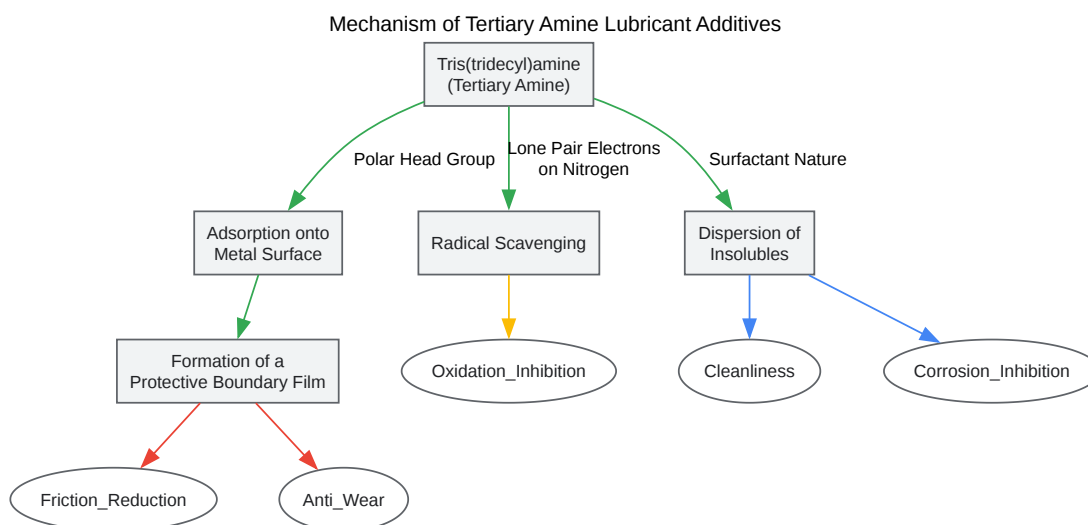 Mechanism of Tertiary Amine Lubricant Additives
Tris(tridecyl)amine
(Tertiary Amine)
Polar Head Group
Lone Pair Electrons
on Nitrogen
Surfactant Nature
Adsorption onto
Metal Surface
Radical Scavenging
Dispersion of
Insolubles
Formation of a
Protective Boundary Film
Oxidation_Inhibition
Cleanliness
Corrosion_Inhibition
Friction_Reduction
Anti_Wear